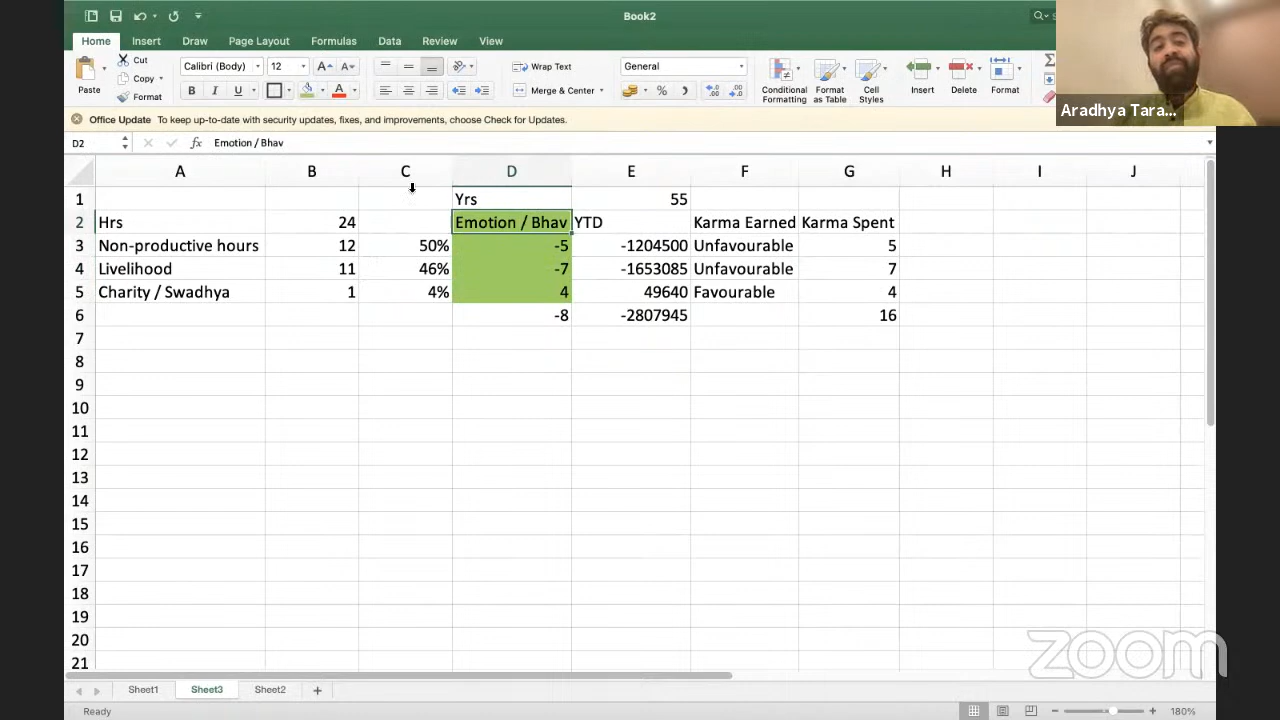 Book2
Home Insert Draw Page Layout Formulas Data Review View
Paste Cut Copy Format Calibri (Body) 12 Wrap Text Merge & Center General Conditional Formatting Format as Table Cell Styles Insert Delete Format
B I U A
Aradhya Tara...
Office Update To keep up-to-date with security updates, fixes, and improvements, choose Check for Updates.
D2 fx Emotion / Bhav
A B C D E F G H I J
1 Yrs 55
2 Hrs 24 Emotion / Bhav YTD Karma Earned Karma Spent
3 Non-productive hours 12 50% -5 -1204500 Unfavourable 5
4 Livelihood 11 46% -7 -1653085 Unfavourable 7
5 Charity / Swadhya 1 4% 4 49640 Favourable 4
6 -8 -2807945 16
7
8
9
10
11
12
13
14
15
16
17
18
19
20
21
zoom
Sheet1 Sheet3 Sheet2 +
Ready 180%